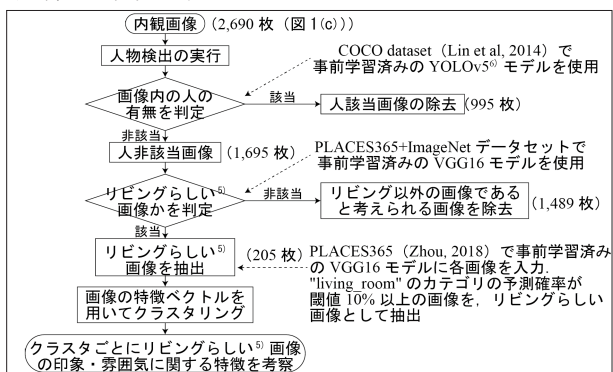 内観画像 (2,690 枚（図 1(c)))
人物検出の実行
COCO dataset（Lin et al, 2014）で
事前学習済みの YOLOv5⁶⁾ モデルを使用
画像内の人の
有無を判定
該当
人該当画像の除去 (995 枚)
非該当
人非該当画像 (1,695 枚)
PLACES365+ImageNet データセットで
事前学習済みの VGG16 モデルを使用
リビングらしい⁵⁾
画像かを判定
非該当
リビング以外の画像である
と考えられる画像を除去
(1,489 枚)
該当
リビングらしい⁵⁾
画像を抽出
(205 枚)
PLACES365（Zhou, 2018）で事前学習済み
の VGG16 モデルに各画像を入力.
"living_room" のカテゴリの予測確率が
閾値 10% 以上の画像を，リビングらしい
画像として抽出
画像の特徴ベクトルを
用いてクラスタリング
クラスタごとにリビングらしい⁵⁾ 画像
の印象・雰囲気に関する特徴を考察